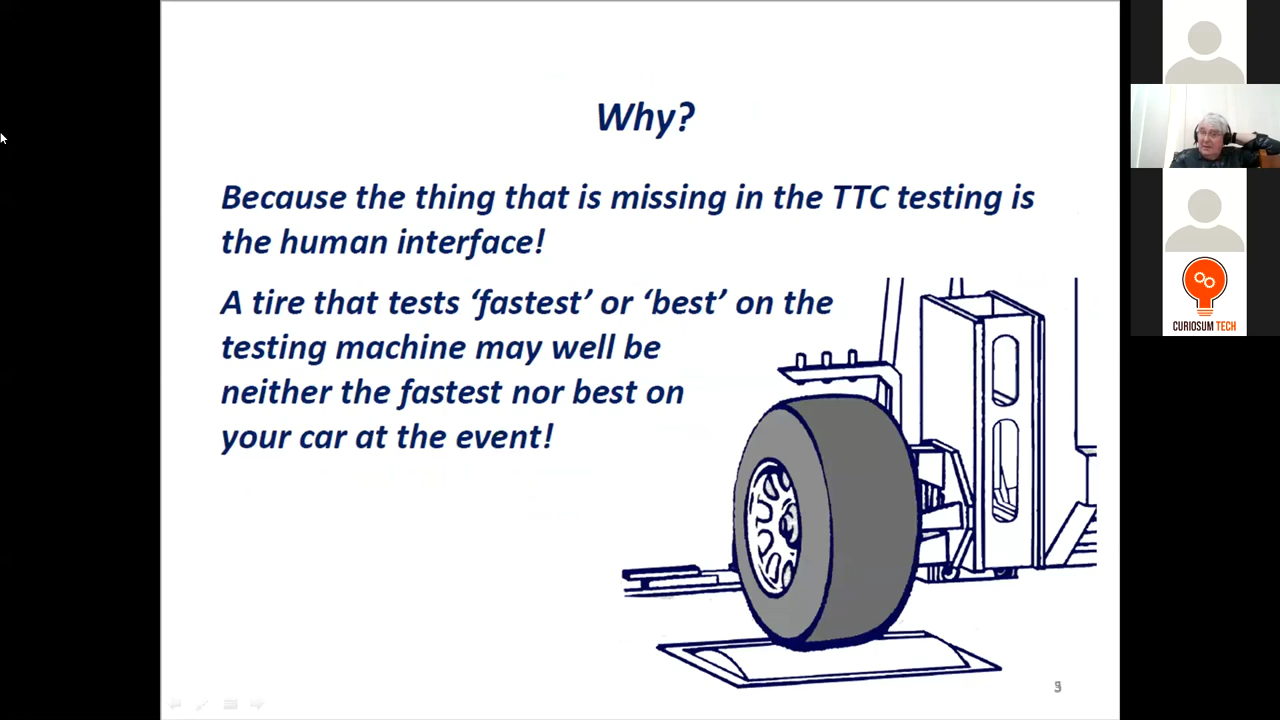 Why?
Because the thing that is missing in the TTC testing is
the human interface!
A tire that tests ‘fastest’ or ‘best’ on the
testing machine may well be
neither the fastest nor best on
your car at the event!
CURIOSUM TECH